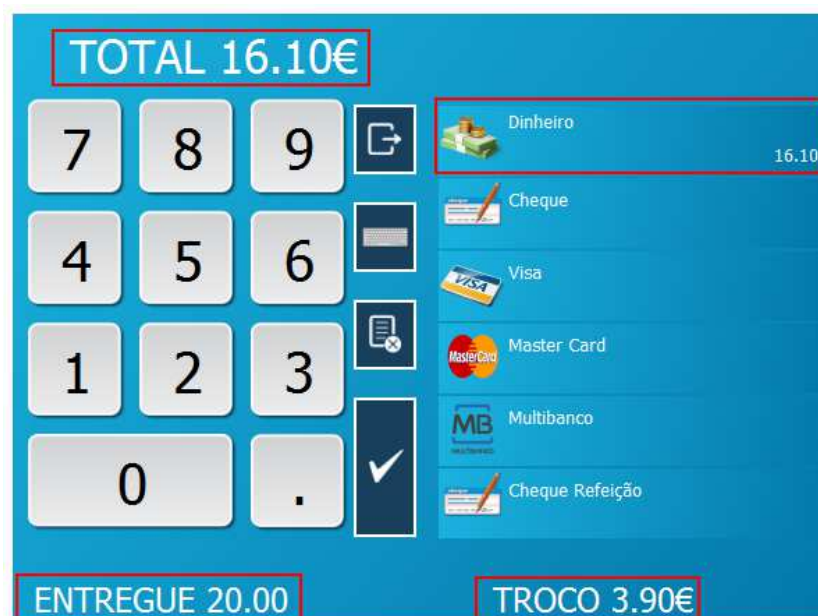 TOTAL 16.10€
7 8 9
4 5 6
1 2 3
0 .
Dinheiro
16.10
Cheque
VISA
Visa
MasterCard
Master Card
MB
MULTIBANCO
Multibanco
Cheque Refeição
ENTREGUE 20.00
TROCO 3.90€